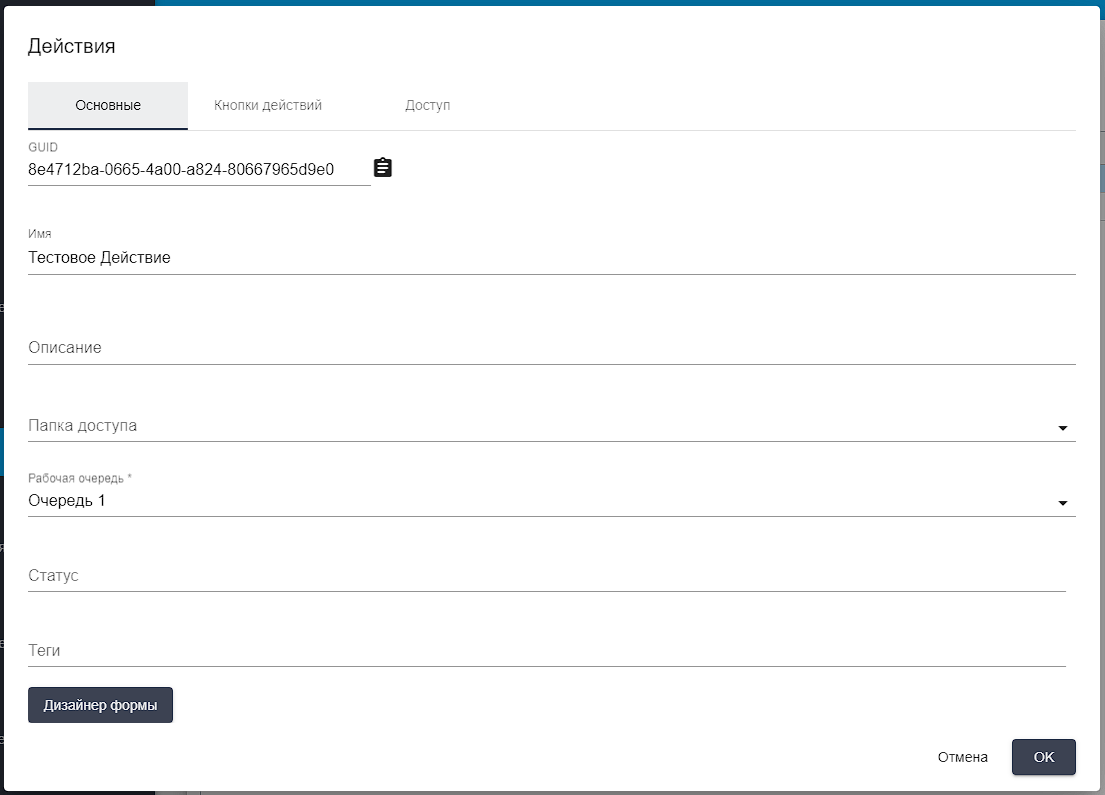 Действия
Основные Кнопки действий Доступ
GUID
8e4712ba-0665-4a00-a824-80667965d9e0
Имя
Тестовое Действие
Описание
Папка доступа
Рабочая очередь *
Очередь 1
Статус
Теги
Дизайнер формы
Отмена OK